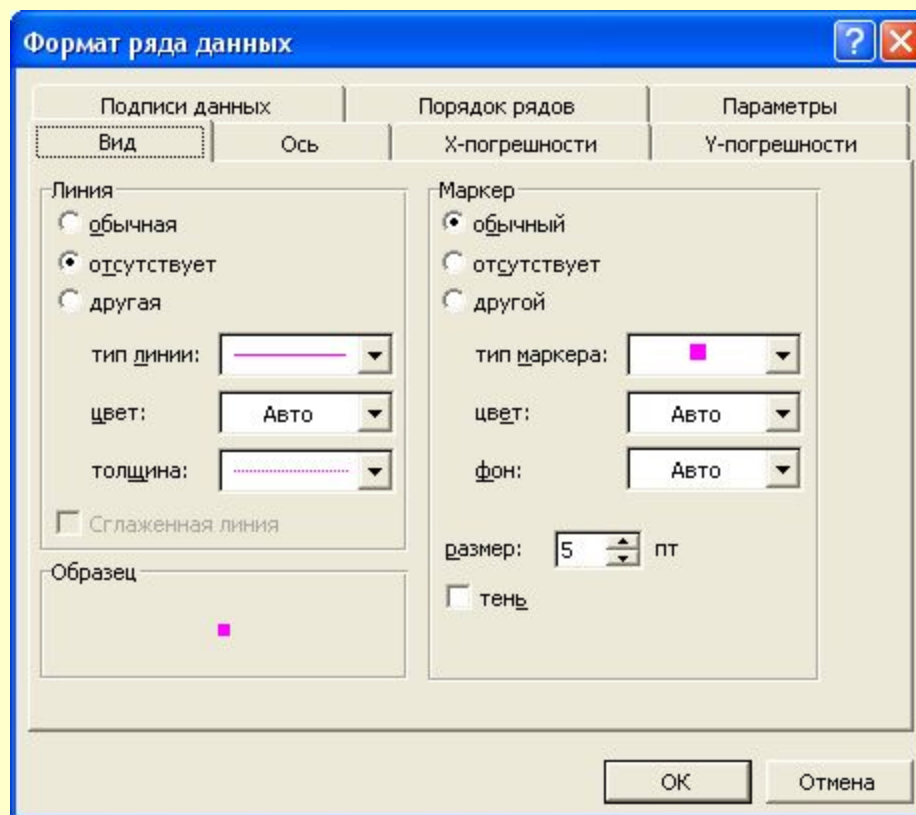 Формат ряда данных
?
Подписи данных
Порядок рядов
Параметры
Вид
Ось
X-погрешности
Y-погрешности
Линия
обычная
отсутствует
другая
тип линии:
цвет:
Авто
толщина:
Сглаженная линия
Образец
Маркер
обычный
отсутствует
другой
тип маркера:
цвет:
Авто
фон:
Авто
размер:
5
пт
тень
ОК
Отмена